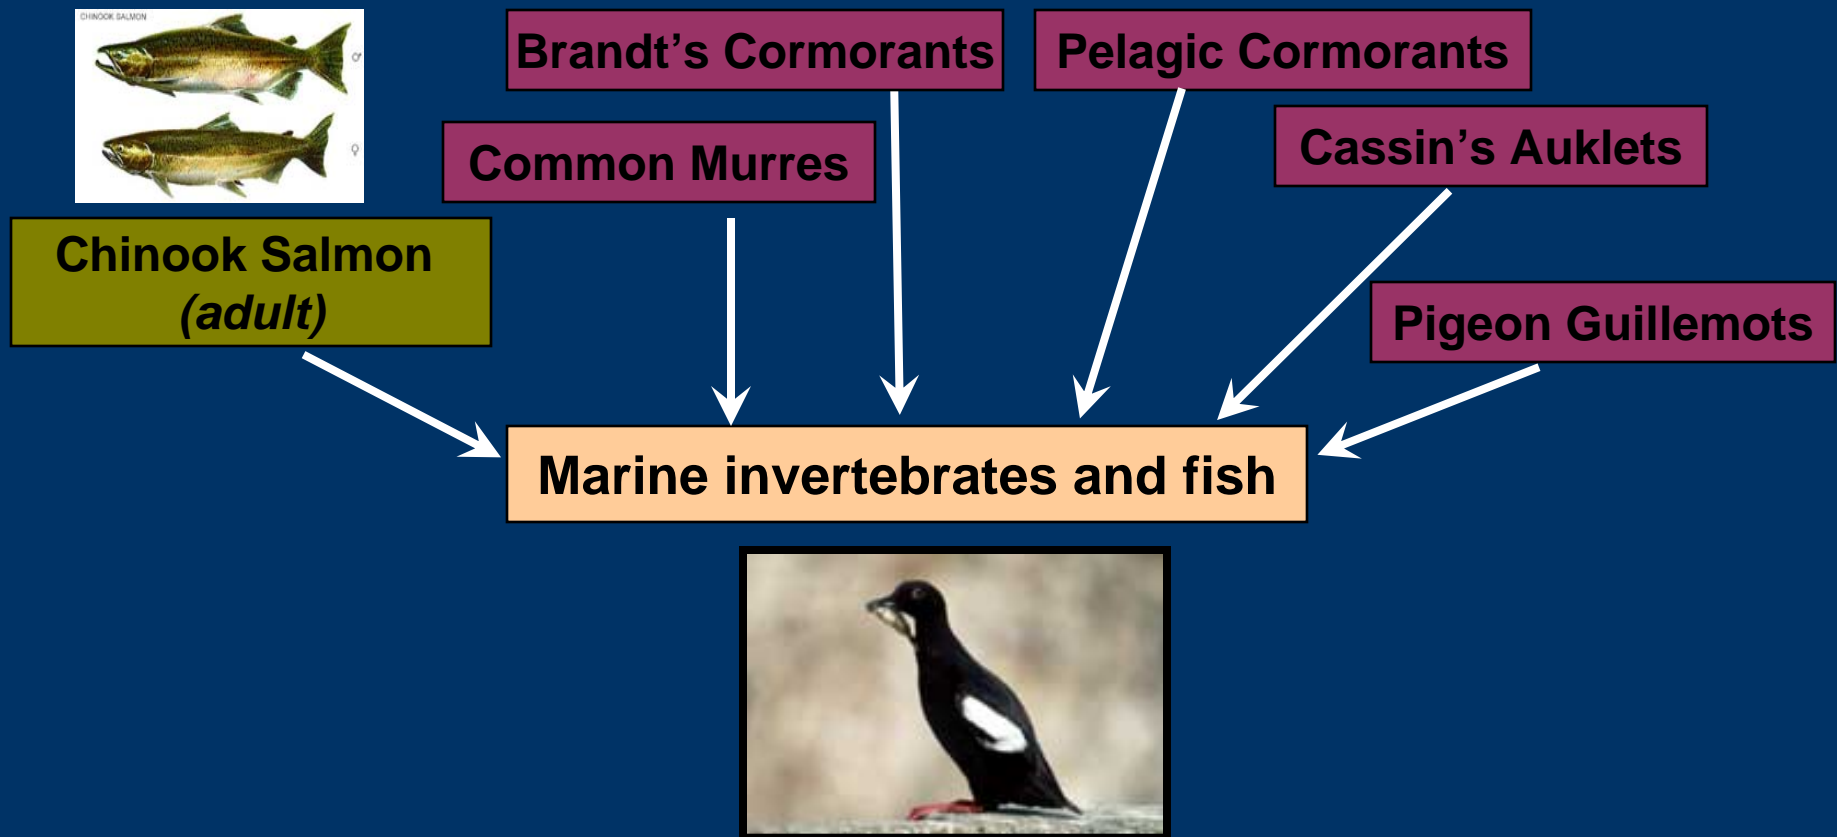 CHINOOK SALMON
♂
♀
Brandt’s Cormorants
Pelagic Cormorants
Common Murres
Cassin’s Auklets
Chinook Salmon
(adult)
Pigeon Guillemots
Marine invertebrates and fish